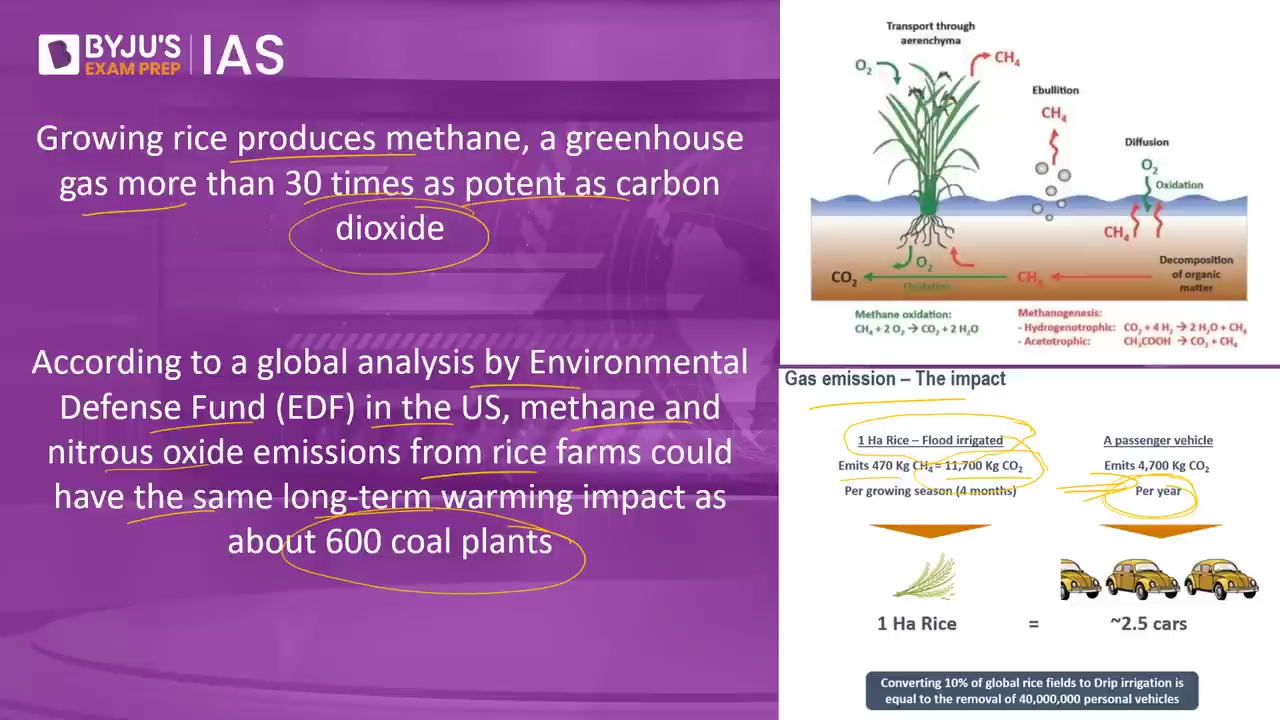 BYJU'S
EXAM PREP
IAS
Growing rice produces methane, a greenhouse
gas more than 30 times as potent as carbon
dioxide
According to a global analysis by Environmental
Defense Fund (EDF) in the US, methane and
nitrous oxide emissions from rice farms could
have the same long-term warming impact as
about 600 coal plants
Transport through
aerenchyma
O₂
CH₄
Ebullition
CH₄
Diffusion
O₂
Oxidation
CH₄
O₂
Decomposition
of organic
matter
CO₂
Oxidation
CH₄
Methane oxidation:
CH₄ + 2 O₂ → CO₂ + 2 H₂O
Methanogenesis:
- Hydrogenotrophic: CO₂ + 4 H₂ → 2 H₂O + CH₄
- Acetotrophic: CH₃COOH → CO₂ + CH₄
Gas emission – The impact
1 Ha Rice – Flood irrigated
Emits 470 Kg CH₄ = 11,700 Kg CO₂
Per growing season (4 months)
A passenger vehicle
Emits 4,700 Kg CO₂
Per year
1 Ha Rice = ~2.5 cars
Converting 10% of global rice fields to Drip irrigation is
equal to the removal of 40,000,000 personal vehicles